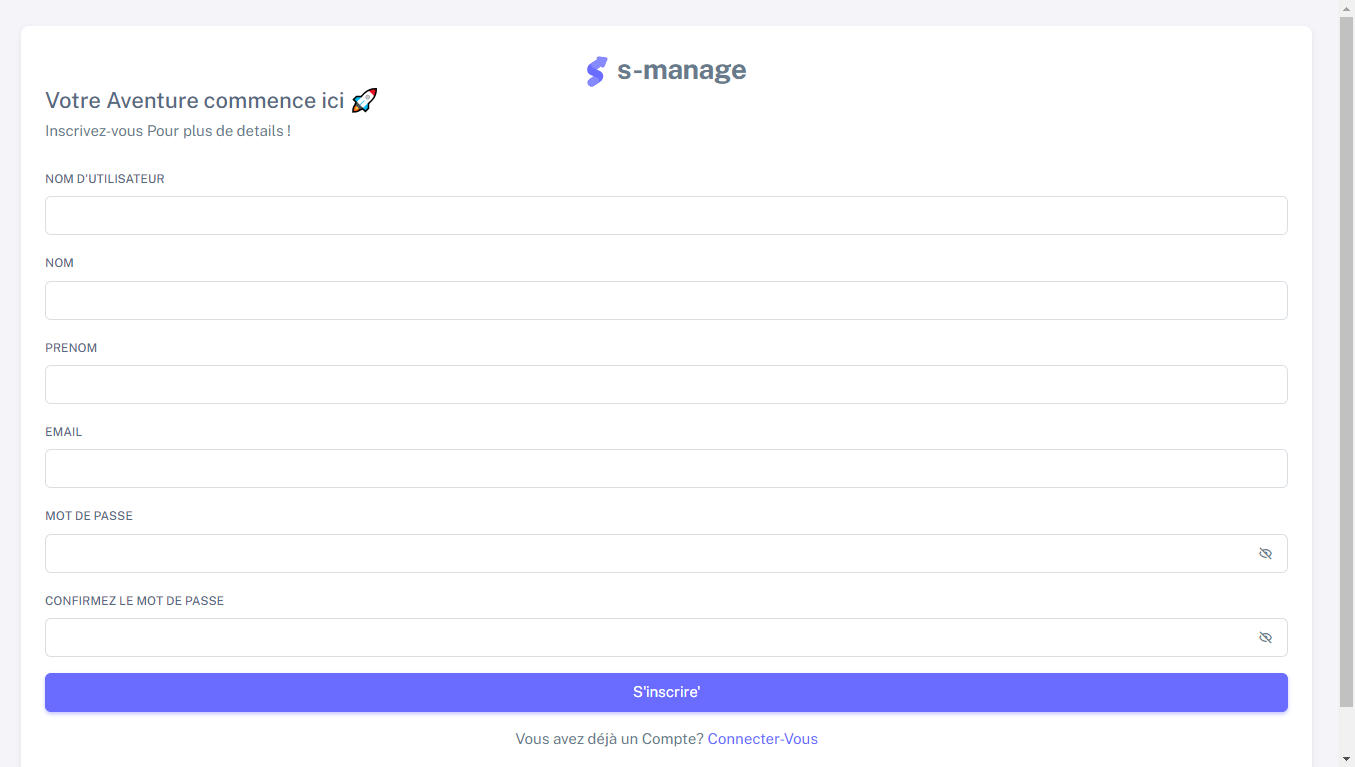 s-manage
Votre Aventure commence ici 🚀
Inscrivez-vous Pour plus de details !
NOM D'UTILISATEUR
NOM
PRENOM
EMAIL
MOT DE PASSE
CONFIRMEZ LE MOT DE PASSE
S'inscrire'
Vous avez déjà un Compte? Connecter-Vous